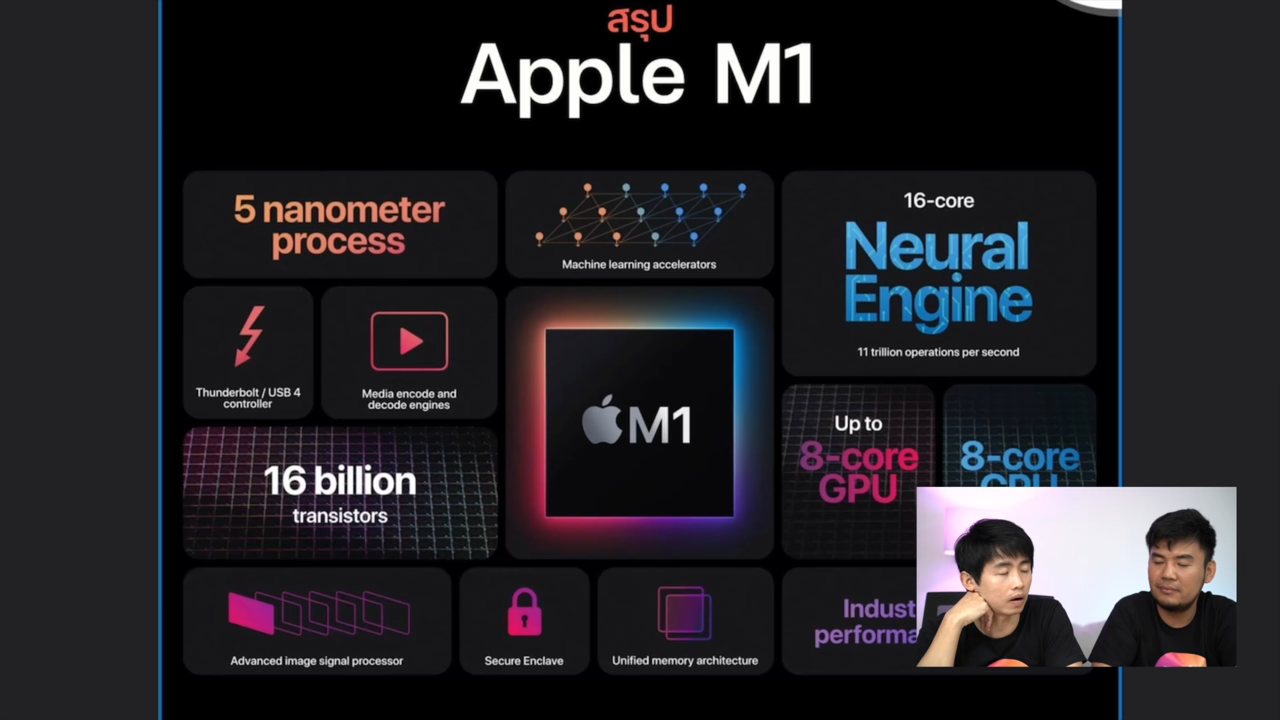 สรุป
Apple M1
5 nanometer
process
Machine learning accelerators
16-core
Neural
Engine
11 trillion operations per second
Thunderbolt / USB 4
controller
Media encode and
decode engines
M1
Up to
8-core
GPU
8-core
16 billion
transistors
Advanced image signal processor
Secure Enclave
Unified memory architecture